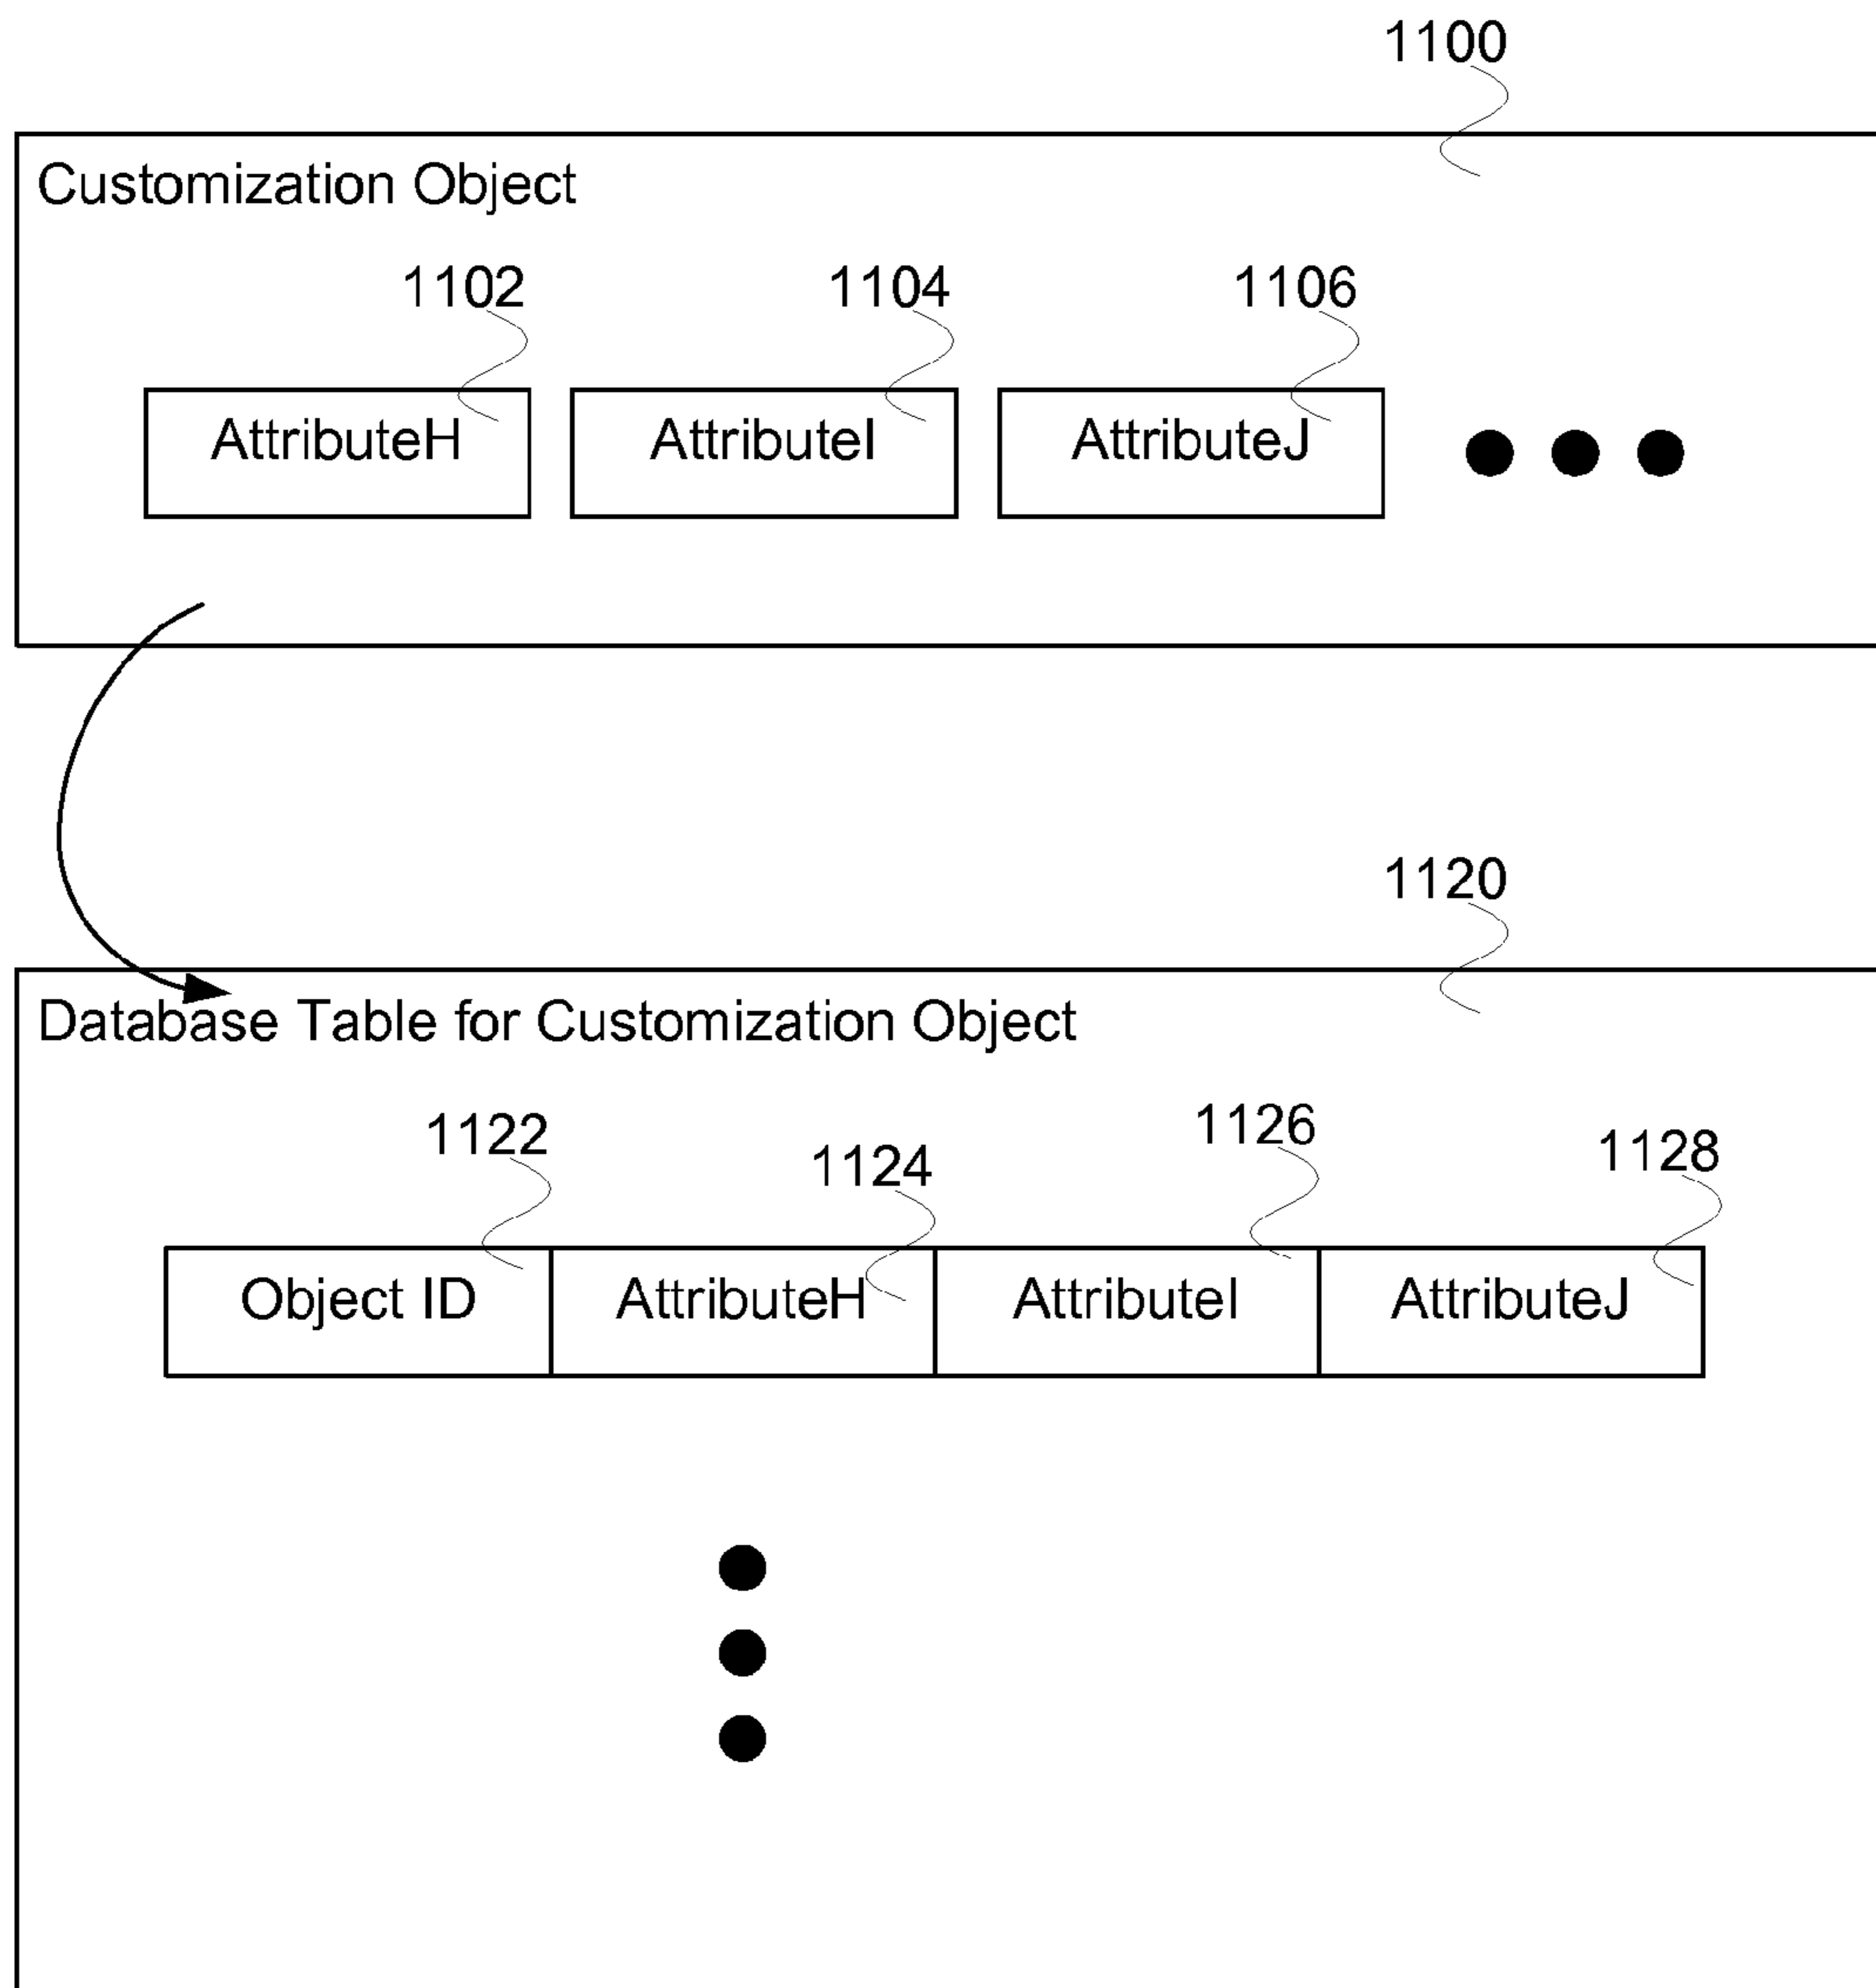 1100
Customization Object
1102 1104 1106
AttributeH AttributeI AttributeJ
1120
Database Table for Customization Object
1122 1124 1126 1128
Object ID AttributeH AttributeI AttributeJ